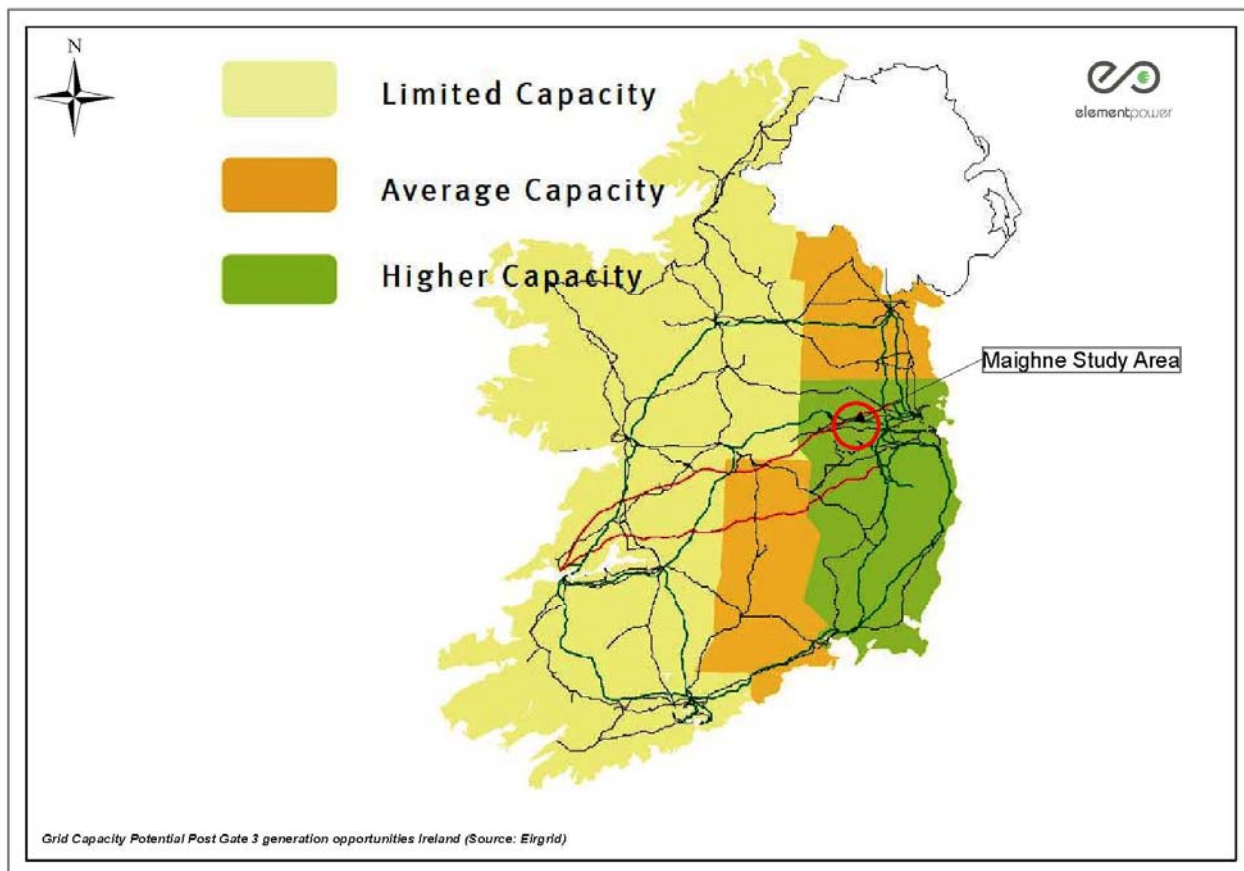 N
Limited Capacity
Average Capacity
Higher Capacity
elementpower
Maighne Study Area
Grid Capacity Potential Post Gate 3 generation opportunities Ireland (Source: Eirgrid)